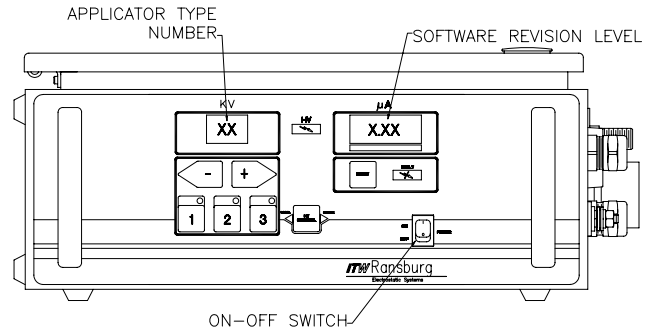 APPLICATOR TYPE
NUMBER
SOFTWARE REVISION LEVEL
KV
µA
XX
HV
X.XX
- +
1 2 3
ITW Ransburg
Electrostatic Systems
ON-OFF SWITCH